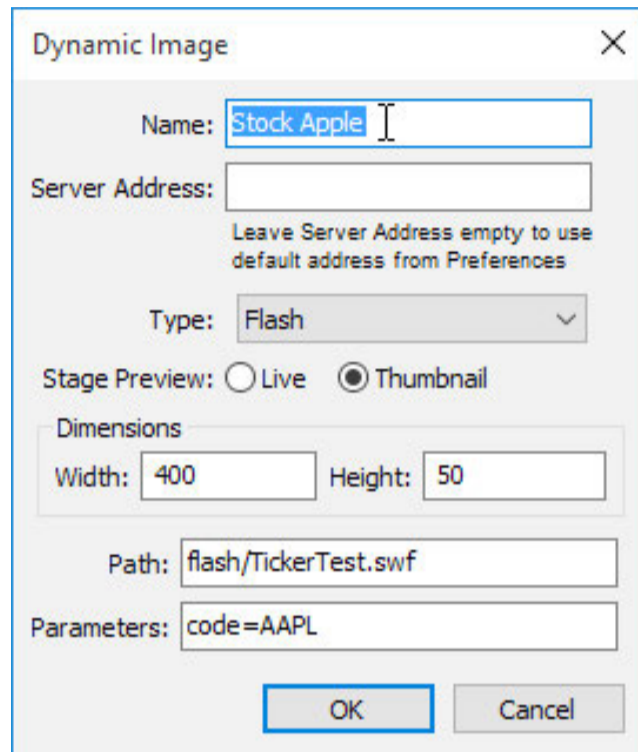 Dynamic Image
Name: Stock Apple
Server Address:
Leave Server Address empty to use
default address from Preferences
Type: Flash
Stage Preview: Live Thumbnail
Dimensions
Width: 400 Height: 50
Path: flash/TickerTest.swf
Parameters: code=AAPL
OK Cancel